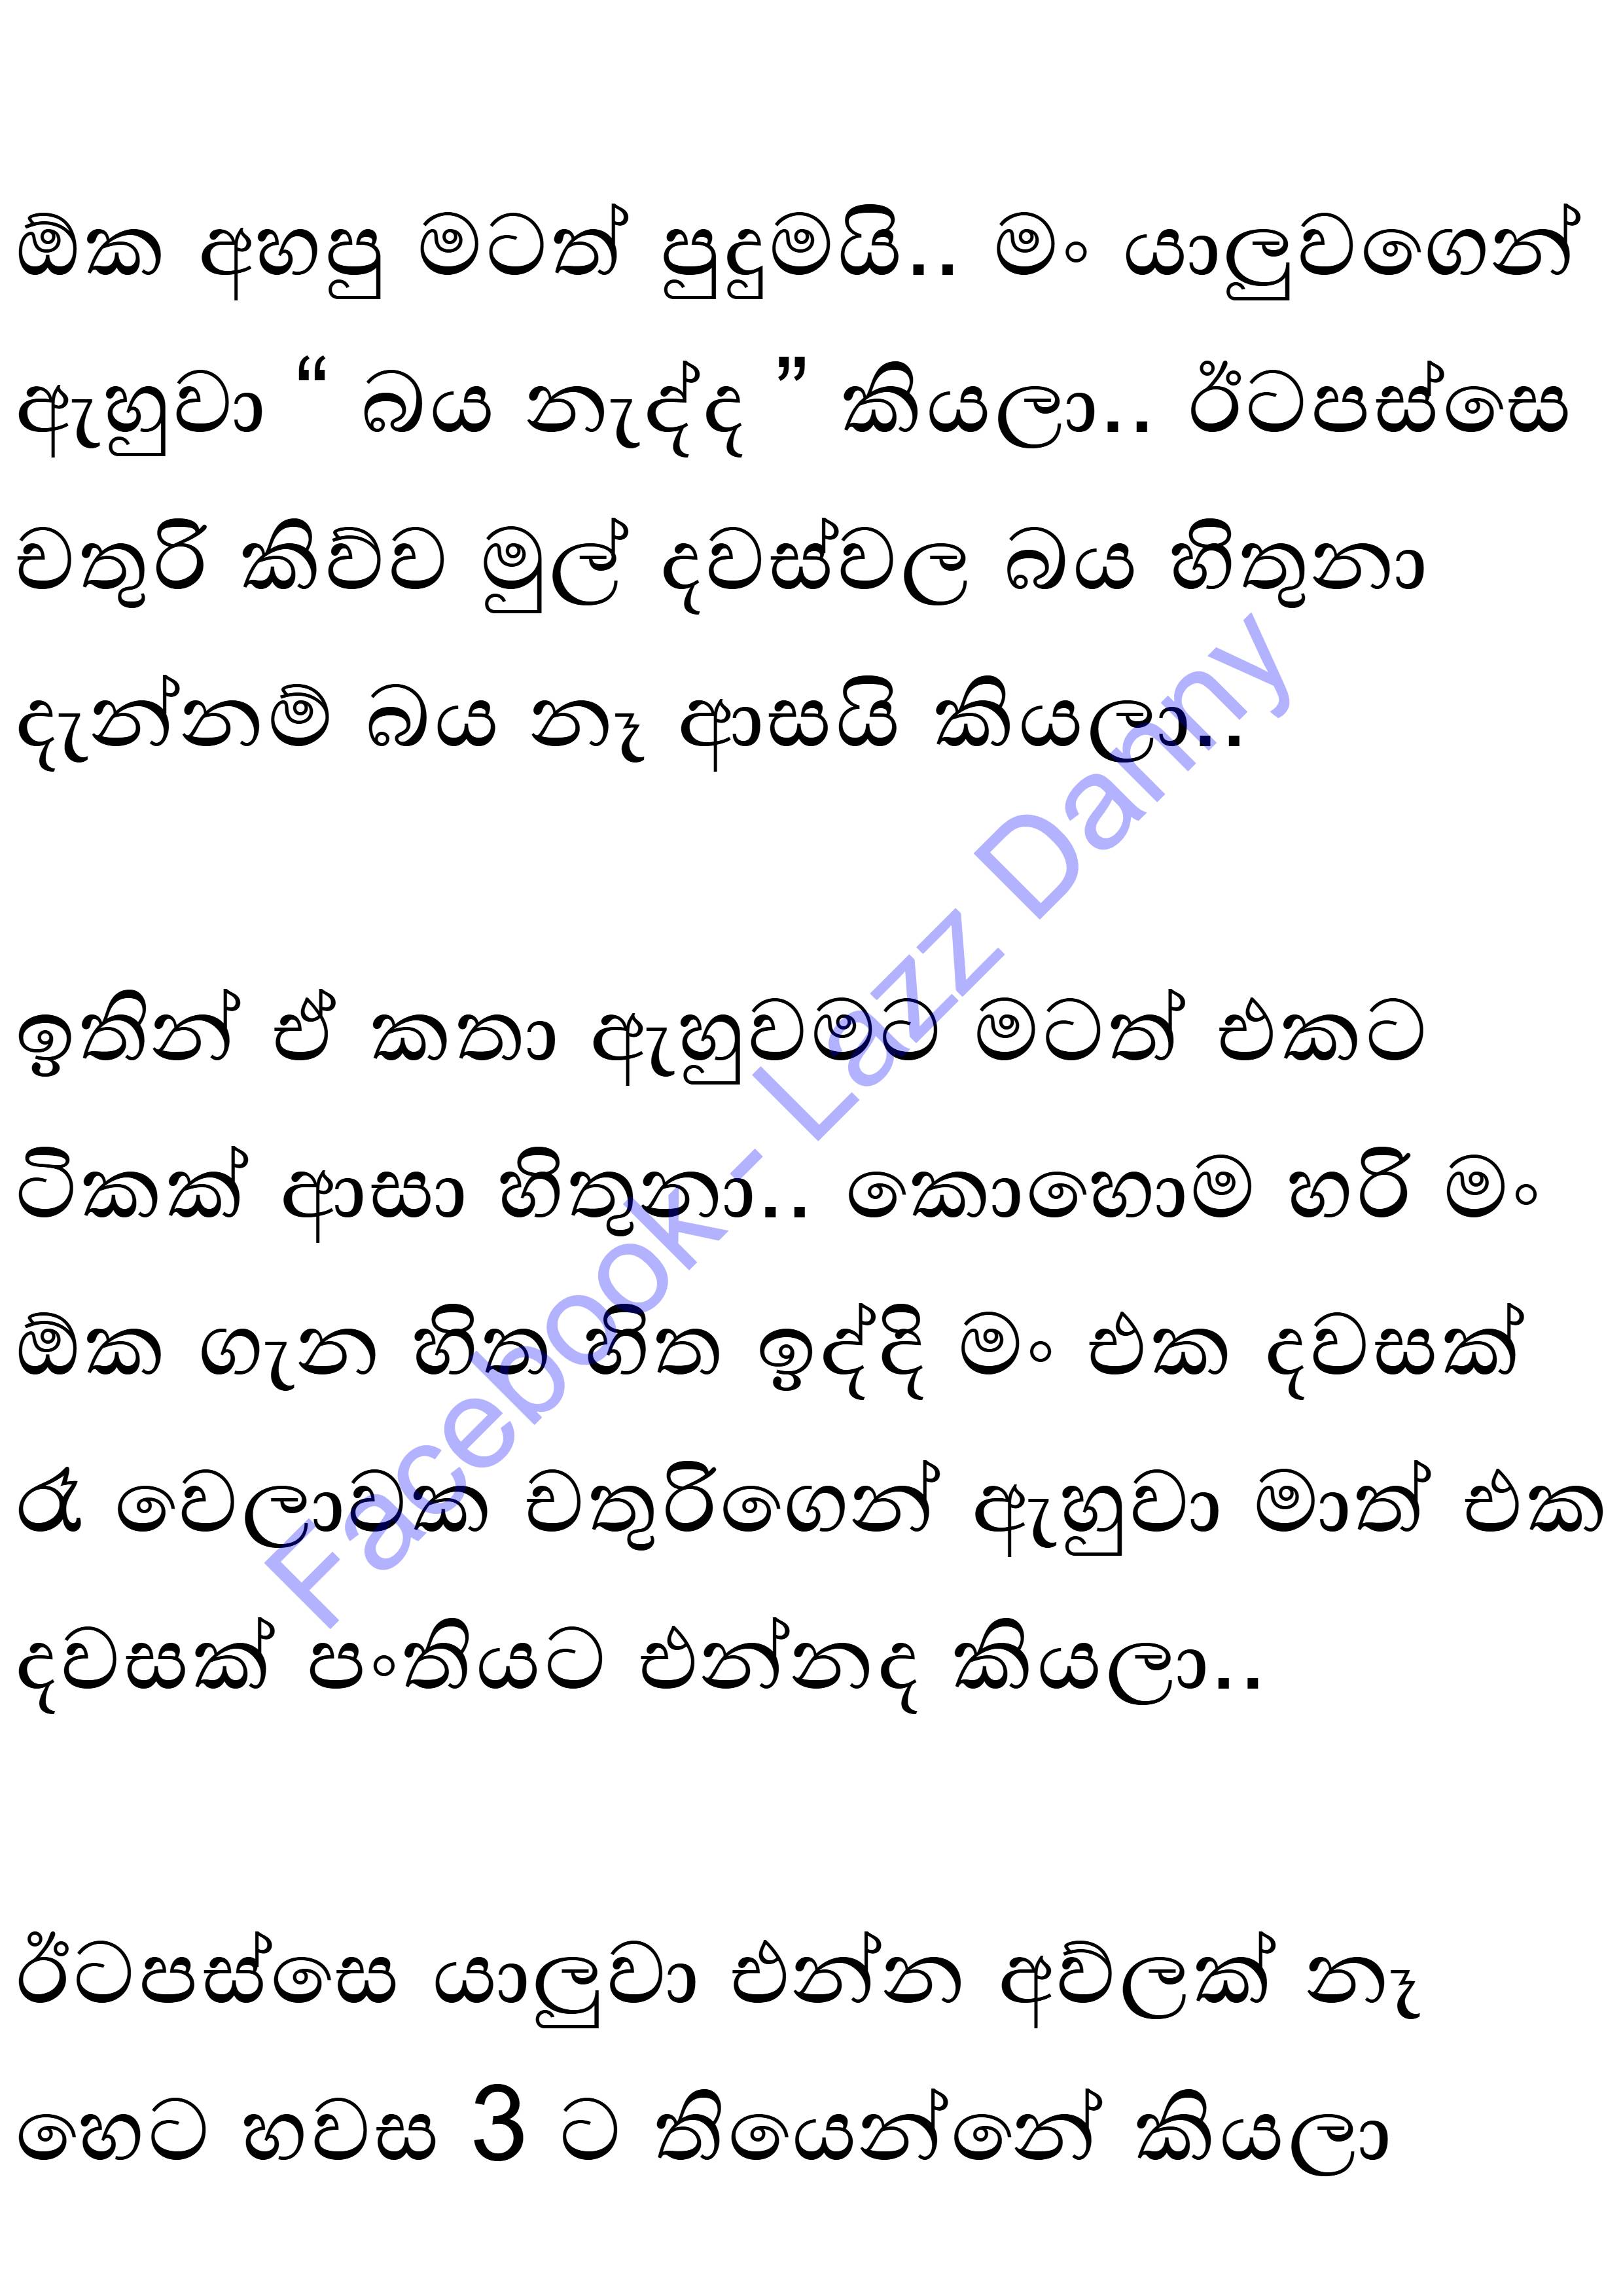 ඕක අහපු මටත් පුදුමයි.. මං යාලුවගෙන්
ඇහුවා “ බය නැද්ද ” කියලා.. ඊටපස්සෙ
චතුරි කිව්ව මුල් දවස්වල බය හිතුනා
දැන්නම් බය නෑ ආසයි කියලා..
ඉතින් ඒ කතා ඇහුවමට මටත් එකට
ටිකක් ආසා හිතුනා.. කොහොම හරි මං
ඕක ගැන හිත හිත ඉද්දි මං එක දවසක්
රෑ වෙලාවක චතුරිගෙන් ඇහුවා මාත් එක
දවසක් පංතියට එන්නද කියලා..
ඊටපස්සෙ යාලුවා එන්න අව්ලක් නෑ
හෙට හවස 3 ට තියෙන්නේ කියලා
Facebook - Lazz Danny